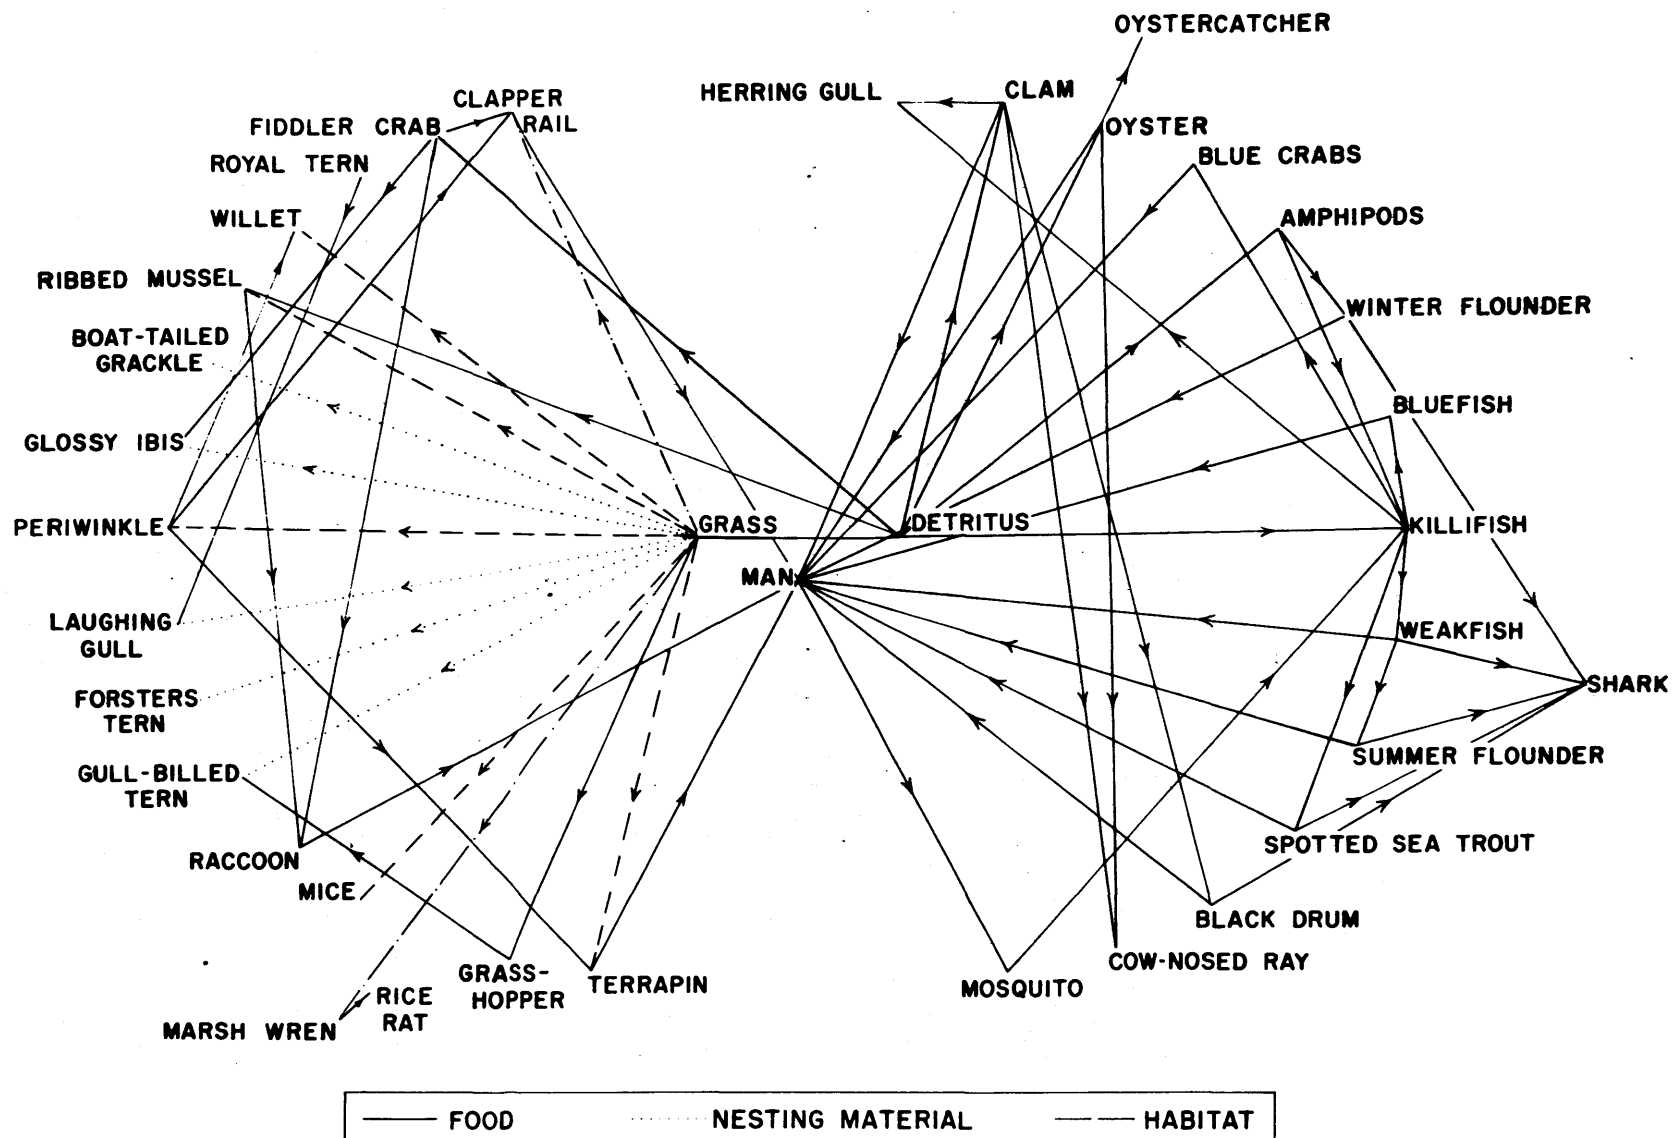 OYSTERCATCHER
HERRING GULL
CLAM
CLAPPER
RAIL
FIDDLER CRAB
OYSTER
BLUE CRABS
ROYAL TERN
WILLET
AMPHIPODS
RIBBED MUSSEL
WINTER FLOUNDER
BOAT-TAILED
GRACKLE
BLUEFISH
GLOSSY IBIS
PERIWINKLE
GRASS
DETRITUS
KILLIFISH
MAN
LAUGHING
GULL
WEAKFISH
SHARK
FORSTERS
TERN
SUMMER FLOUNDER
GULL-BILLED
TERN
SPOTTED SEA TROUT
RACCOON
MICE
BLACK DRUM
COW-NOSED RAY
GRASS-
HOPPER
TERRAPIN
MOSQUITO
RICE
RAT
MARSH WREN
FOOD
NESTING MATERIAL
HABITAT